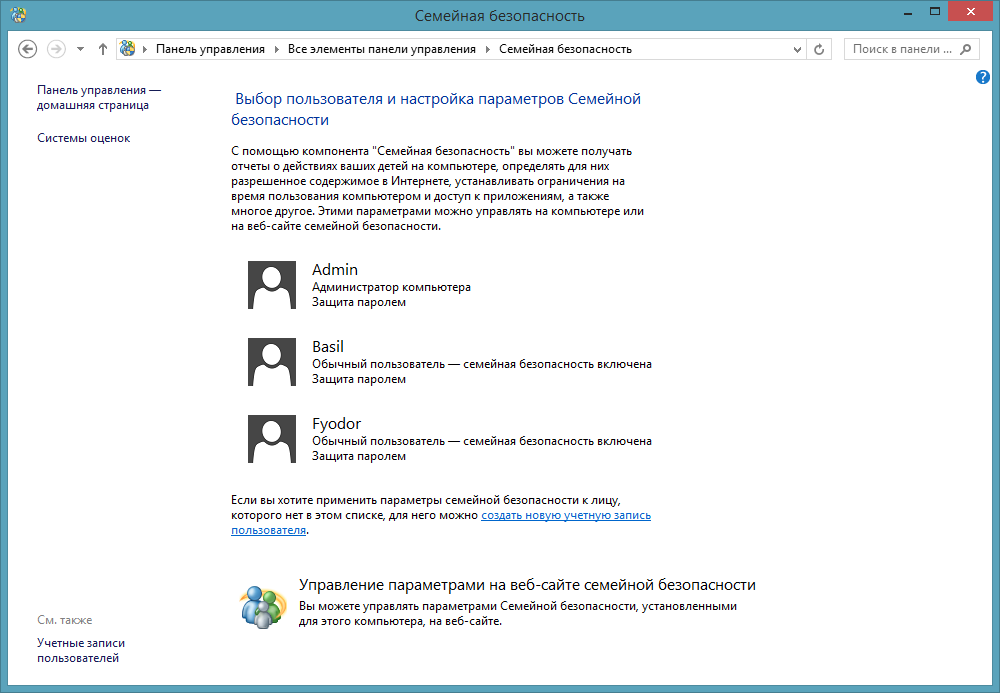 Семейная безопасность
Панель управления
Все элементы панели управления
Семейная безопасность
Поиск в панели ...
Панель управления —
домашняя страница
Системы оценок
Выбор пользователя и настройка параметров Семейной
безопасности
С помощью компонента "Семейная безопасность" вы можете получать
отчеты о действиях ваших детей на компьютере, определять для них
разрешенное содержимое в Интернете, устанавливать ограничения на
время пользования компьютером и доступ к приложениям, а также
многое другое. Этими параметрами можно управлять на компьютере или
на веб-сайте семейной безопасности.
Admin
Администратор компьютера
Защита паролем
Basil
Обычный пользователь — семейная безопасность включена
Защита паролем
Fyodor
Обычный пользователь — семейная безопасность включена
Защита паролем
Если вы хотите применить параметры семейной безопасности к лицу,
которого нет в этом списке, для него можно создать новую учетную запись
пользователя.
Управление параметрами на веб-сайте семейной безопасности
Вы можете управлять параметрами Семейной безопасности, установленными
для этого компьютера, на веб-сайте.
См. также
Учетные записи
пользователей